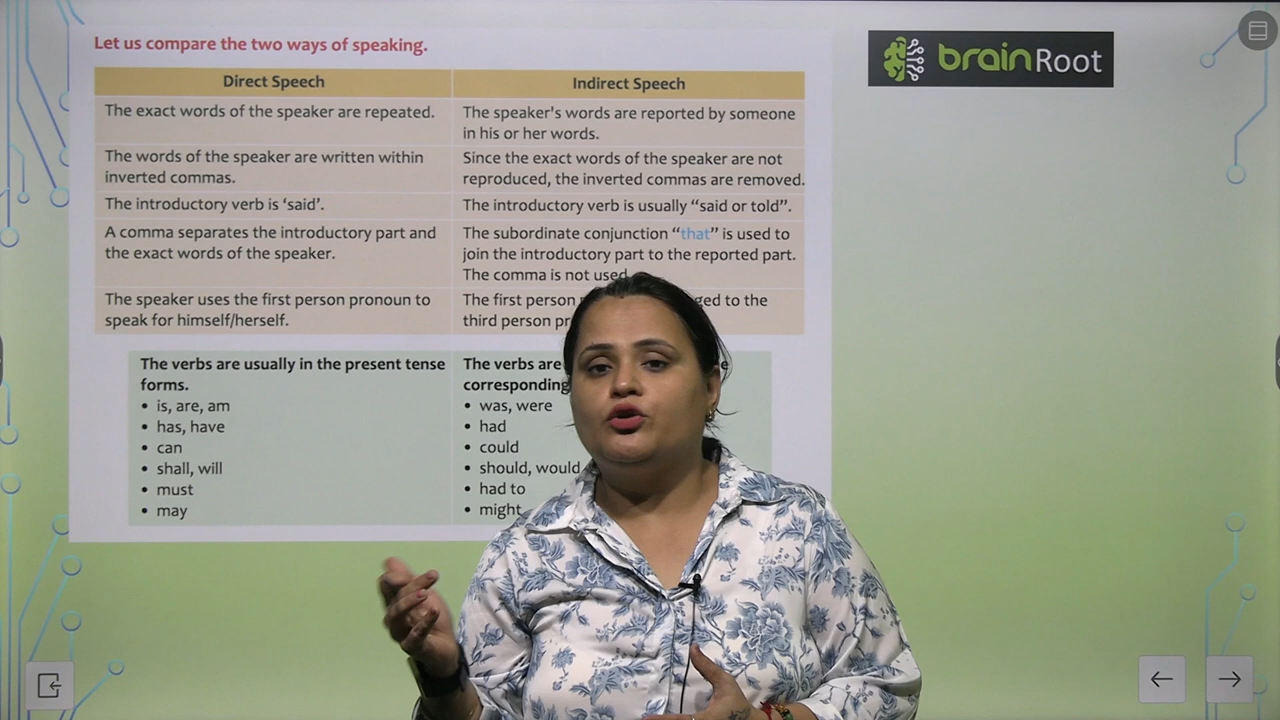 Let us compare the two ways of speaking.
brainRoot
Direct Speech
Indirect Speech
The exact words of the speaker are repeated.
The speaker's words are reported by someone
in his or her words.
The words of the speaker are written within
inverted commas.
Since the exact words of the speaker are not
reproduced, the inverted commas are removed.
The introductory verb is ‘said’.
The introductory verb is usually “said or told”.
A comma separates the introductory part and
the exact words of the speaker.
The subordinate conjunction “that” is used to
join the introductory part to the reported part.
The comma is not used
The speaker uses the first person pronoun to
speak for himself/herself.
The first person to the
third person
The verbs are usually in the present tense
forms.
• is, are, am
• has, have
• can
• shall, will
• must
• may
The verbs are
corresponding
• was, were
• had
• could
• should, would
• had to
• might